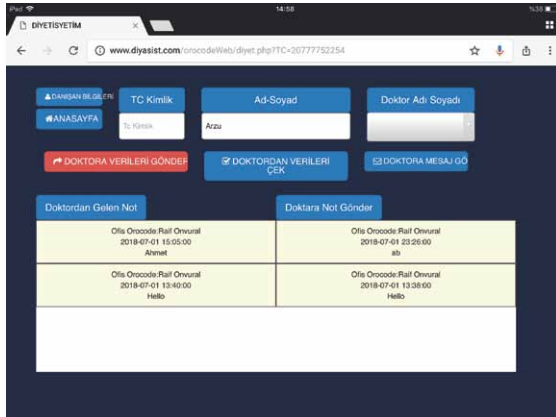 iPad 14:58 %38
DİYETİSYETİM
www.diyasist.com/orocodeWeb/diyet.php?TC=20777752254
DANIŞAN BİLGİLERİ
ANASAYFA
TC Kimlik
Tc Kimlik
Ad-Soyad
Arzu
Doktor Adı Soyadı
DOKTORA VERİLERİ GÖNDER
DOKTORDAN VERİLERİ
ÇEK
DOKTORA MESAJ GÖ
Doktordan Gelen Not
Doktara Not Gönder
Ofis Orocode:Raif Onvural
2018-07-01 15:05:00
Ahmet
Ofis Orocode:Raif Onvural
2018-07-01 23:26:00
ab
Ofis Orocode:Raif Onvural
2018-07-01 13:40:00
Hello
Ofis Orocode:Raif Onvural
2018-07-01 13:38:00
Hello